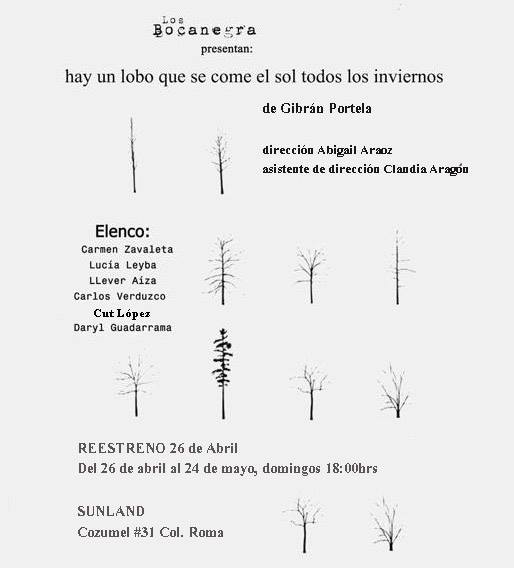 Los
Bocanegra
presentan:
hay un lobo que se come el sol todos los inviernos
de Gibrán Portela
dirección Abigail Araoz
asistente de dirección Claudia Aragón
Elenco:
Carmen Zavaleta
Lucía Leyba
LLever Aíza
Carlos Verduzco
Cut López
Daryl Guadarrama
REESTRENO 26 de Abril
Del 26 de abril al 24 de mayo, domingos 18:00hrs
SUNLAND
Cozumel #31 Col. Roma